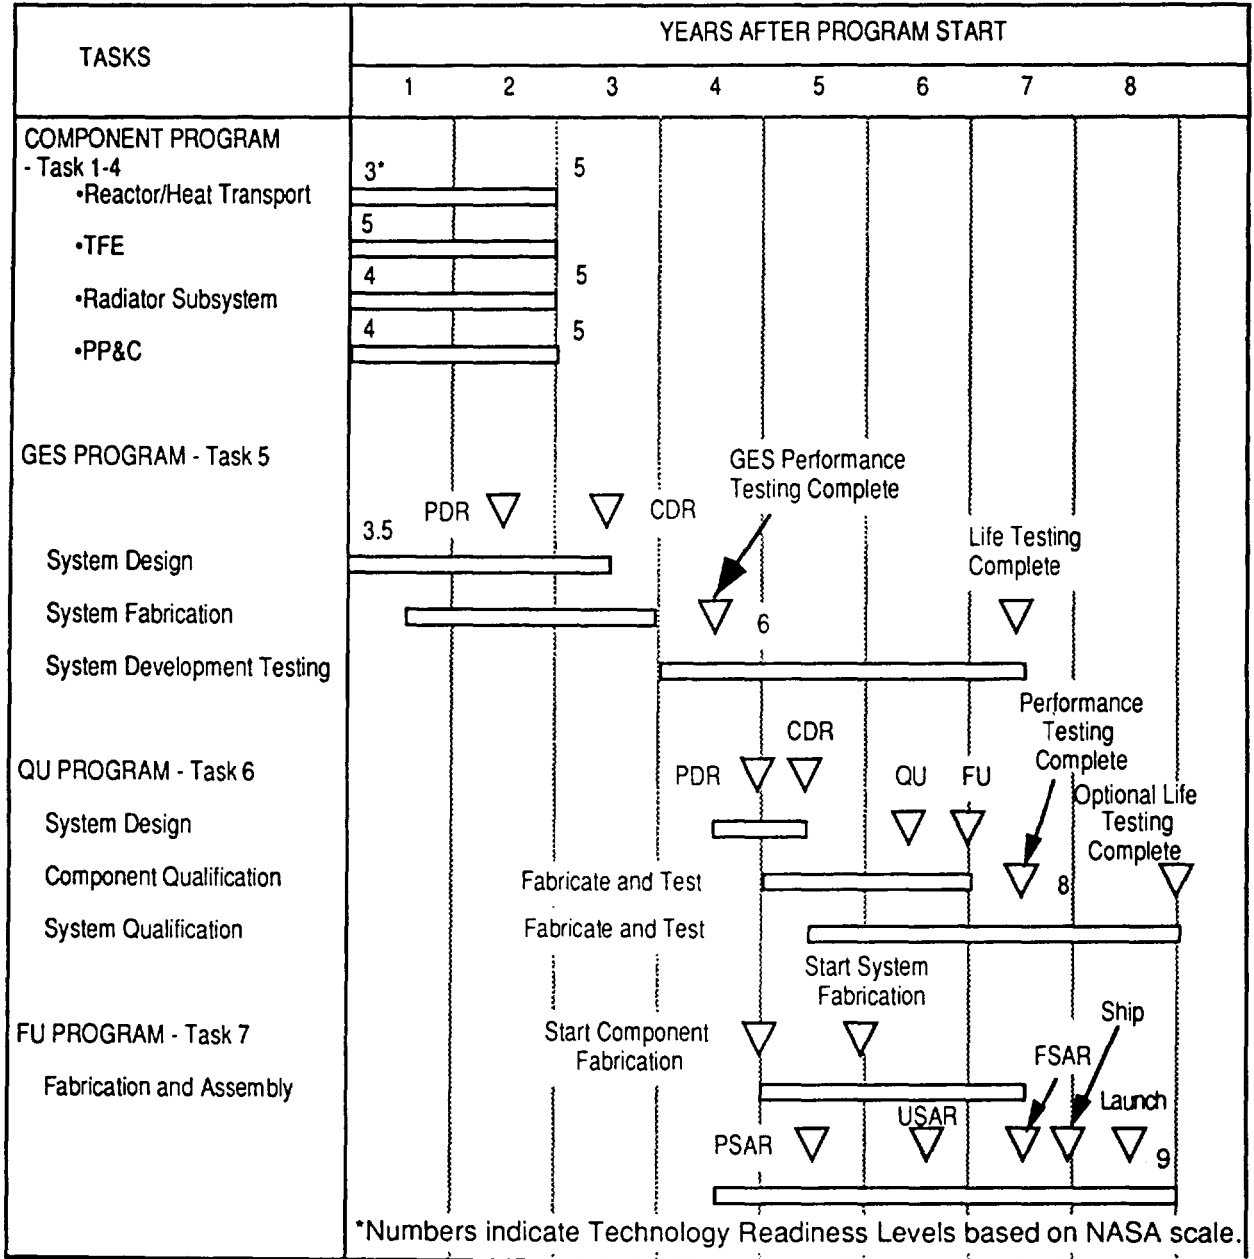 TASKS
YEARS AFTER PROGRAM START
1 2 3 4 5 6 7 8
COMPONENT PROGRAM
- Task 1-4
3* 5
•Reactor/Heat Transport
5
•TFE
4 5
•Radiator Subsystem
4 5
•PP&C
GES PROGRAM - Task 5
GES Performance
Testing Complete
PDR CDR
3.5
Life Testing
Complete
System Design
System Fabrication
6
System Development Testing
Performance
Testing
Complete
CDR
QU PROGRAM - Task 6
PDR QU FU
Optional Life
Testing
Complete
System Design
Component Qualification
Fabricate and Test
8
System Qualification
Fabricate and Test
Start System
Fabrication
Ship
FU PROGRAM - Task 7
Start Component
Fabrication
FSAR
Fabrication and Assembly
Launch
USAR
PSAR
9
*Numbers indicate Technology Readiness Levels based on NASA scale.